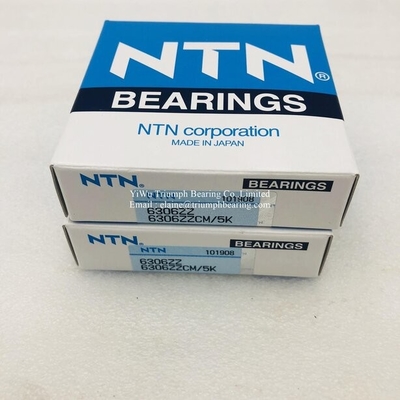 NTN®
BEARINGS
NTN corporation
MADE IN JAPAN
YiWu Triumph Bearing Co.,Limited
Email elaine@triumphbearing.com
NTN® BEARINGS
NTN 101908
6306ZZ
6306ZZCM/5K
NTN® BEARINGS
NTN 101908
6306ZZ
6306ZZCM/5K